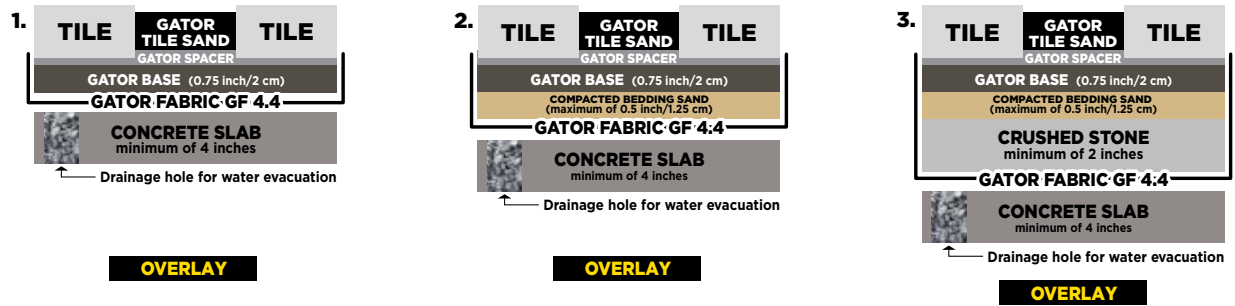 1.
TILE
GATOR
TILE SAND
TILE
GATOR SPACER
GATOR BASE (0.75 inch/2 cm)
GATOR FABRIC GF 4.4
CONCRETE SLAB
minimum of 4 inches
Drainage hole for water evacuation
OVERLAY
2.
TILE
GATOR
TILE SAND
TILE
GATOR SPACER
GATOR BASE (0.75 inch/2 cm)
COMPACTED BEDDING SAND
(maximum of 0.5 inch/1.25 cm)
GATOR FABRIC GF 4.4
CONCRETE SLAB
minimum of 4 inches
Drainage hole for water evacuation
OVERLAY
3.
TILE
GATOR
TILE SAND
TILE
GATOR SPACER
GATOR BASE (0.75 inch/2 cm)
COMPACTED BEDDING SAND
(maximum of 0.5 inch/1.25 cm)
CRUSHED STONE
minimum of 2 inches
GATOR FABRIC GF 4.4
CONCRETE SLAB
minimum of 4 inches
Drainage hole for water evacuation
OVERLAY